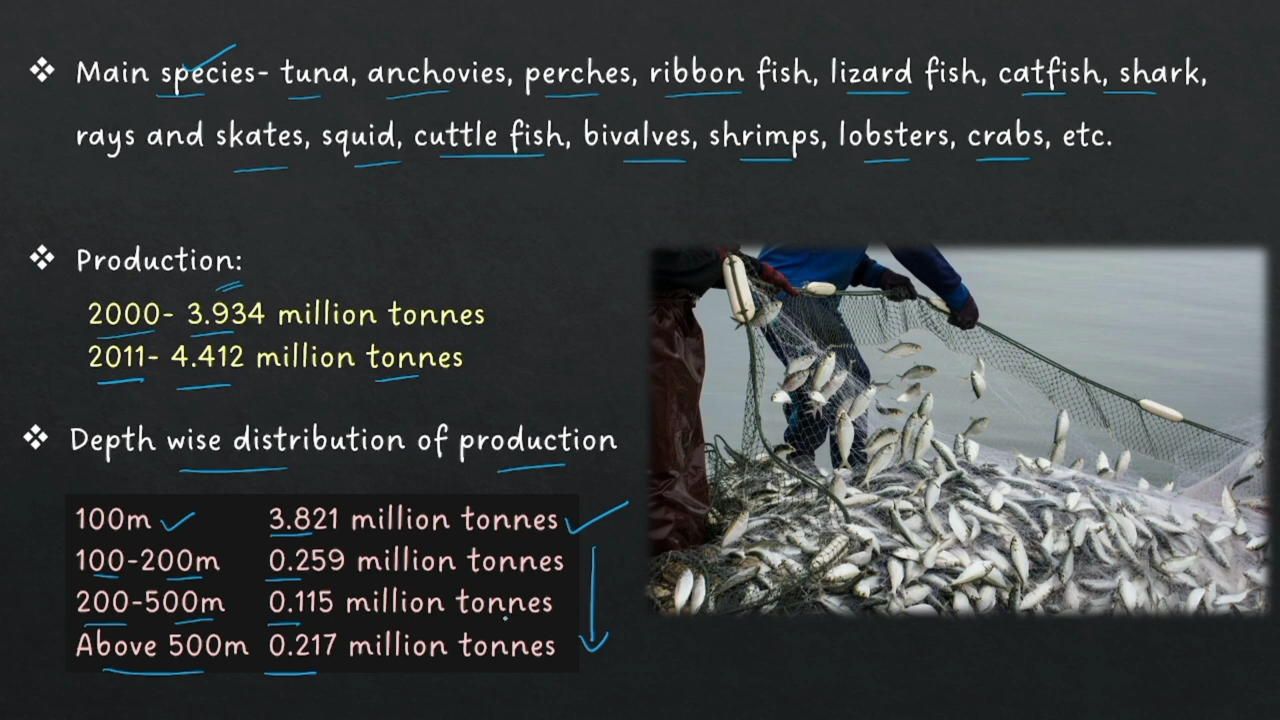 ❖ Main species- tuna, anchovies, perches, ribbon fish, lizard fish, catfish, shark,
rays and skates, squid, cuttle fish, bivalves, shrimps, lobsters, crabs, etc.
❖ Production:
2000- 3.934 million tonnes
2011- 4.412 million tonnes
❖ Depth wise distribution of production
100m 3.821 million tonnes
100-200m 0.259 million tonnes
200-500m 0.115 million tonnes
Above 500m 0.217 million tonnes